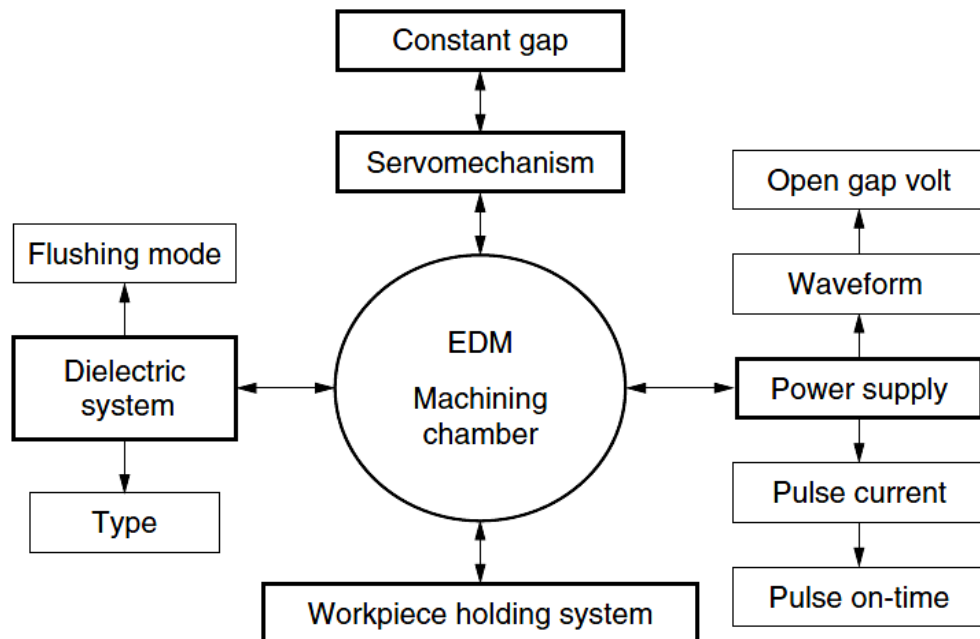 Constant gap
Servomechanism
Open gap volt
Flushing mode
Waveform
EDM
Machining
chamber
Dielectric
system
Power supply
Type
Pulse current
Workpiece holding system
Pulse on-time